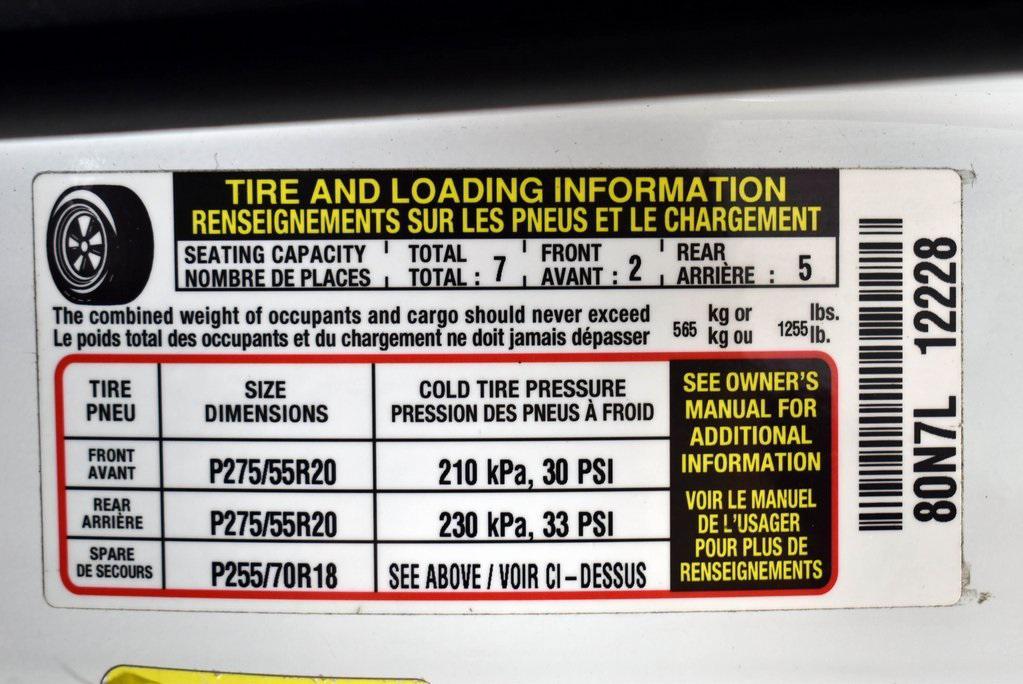 TIRE AND LOADING INFORMATION
RENSEIGNEMENTS SUR LES PNEUS ET LE CHARGEMENT
SEATING CAPACITY TOTAL FRONT REAR
NOMBRE DE PLACES TOTAL : 7 AVANT : 2 ARRIÈRE : 5
The combined weight of occupants and cargo should never exceed kg or lbs.
Le poids total des occupants et du chargement ne doit jamais dépasser 565 kg ou 1255 lb.
TIRE SIZE COLD TIRE PRESSURE
PNEU DIMENSIONS PRESSION DES PNEUS À FROID
FRONT
AVANT P275/55R20 210 kPa, 30 PSI
REAR
ARRIÈRE P275/55R20 230 kPa, 33 PSI
SPARE
DE SECOURS P255/70R18 SEE ABOVE / VOIR CI-DESSUS
SEE OWNER'S
MANUAL FOR
ADDITIONAL
INFORMATION
VOIR LE MANUEL
DE L'USAGER
POUR PLUS DE
RENSEIGNEMENTS
80N7L 12228